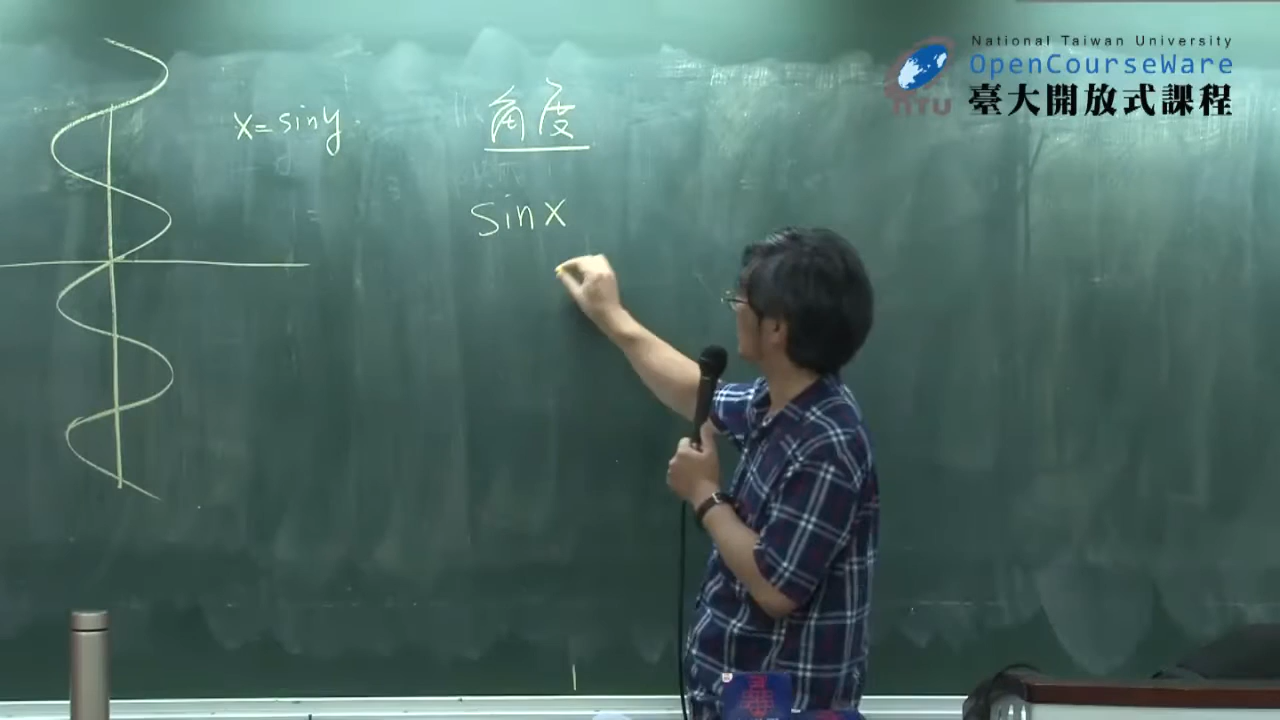 National Taiwan University
OpenCourseWare
臺大開放式課程
NTU
x=siny
角度
sinx